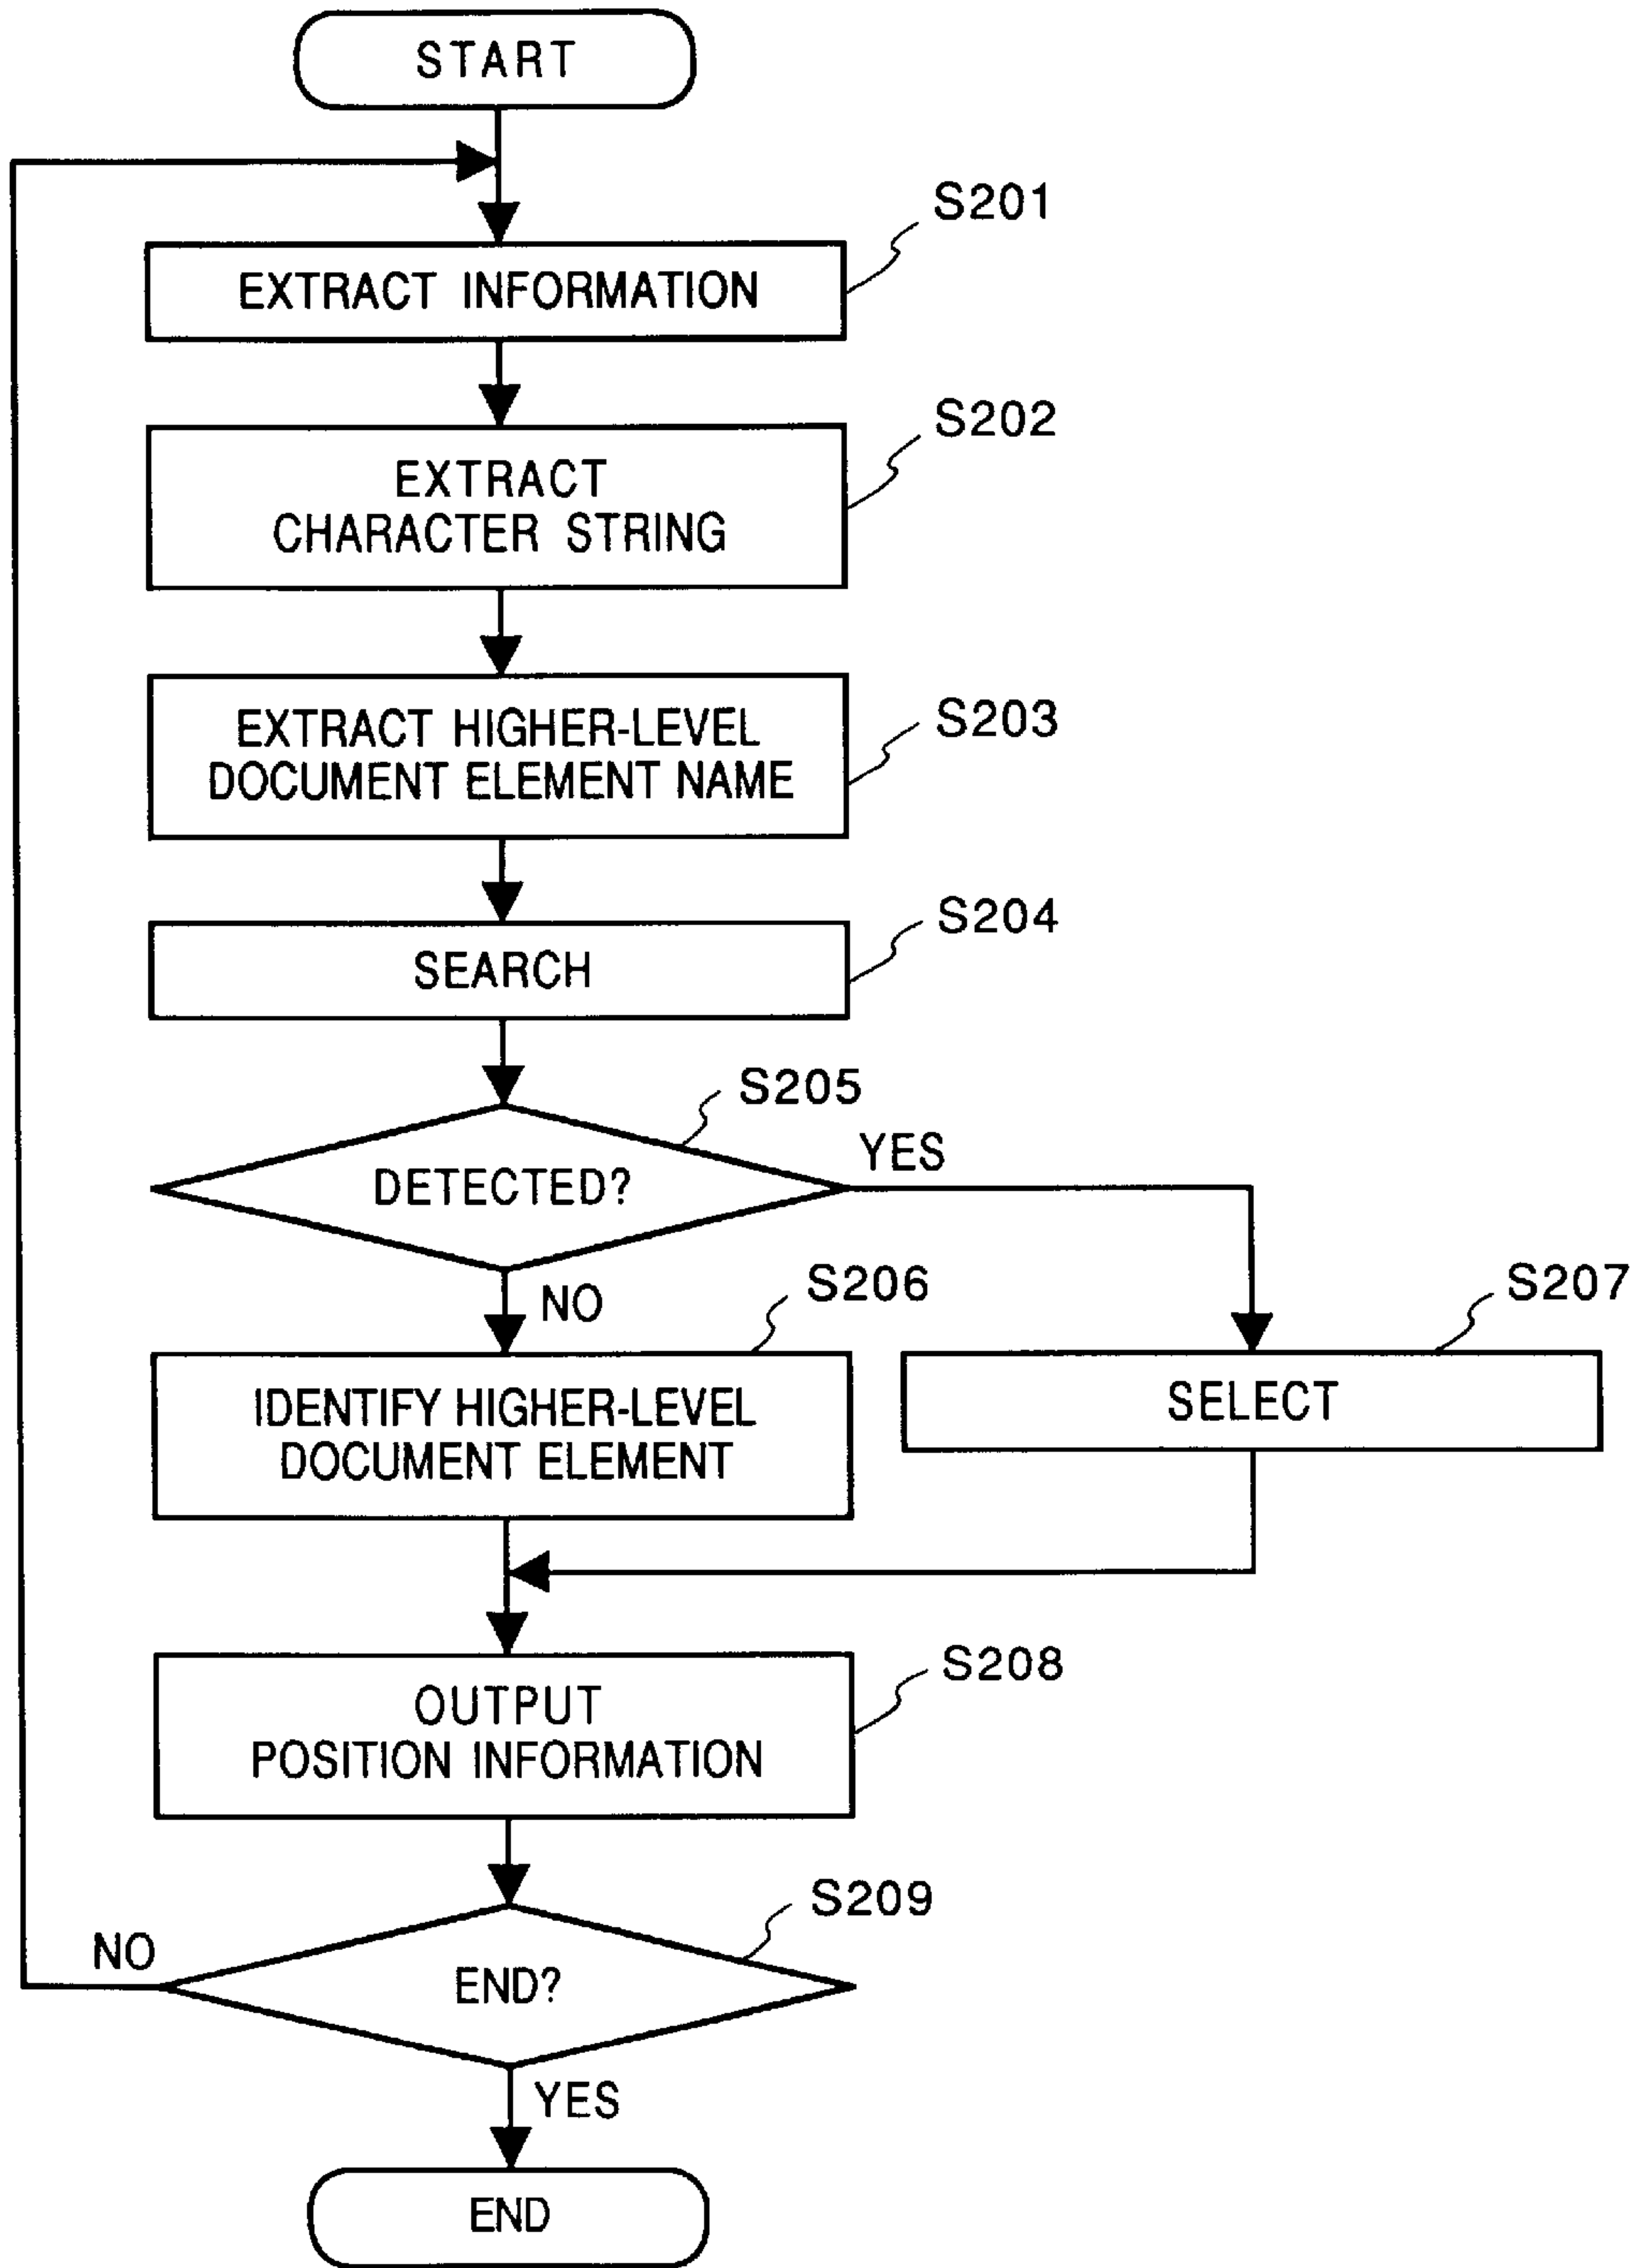 START
S201
EXTRACT INFORMATION
S202
EXTRACT
CHARACTER STRING
S203
EXTRACT HIGHER-LEVEL
DOCUMENT ELEMENT NAME
S204
SEARCH
S205
YES
DETECTED?
NO
S206
S207
IDENTIFY HIGHER-LEVEL
DOCUMENT ELEMENT
SELECT
S208
OUTPUT
POSITION INFORMATION
S209
NO
END?
YES
END